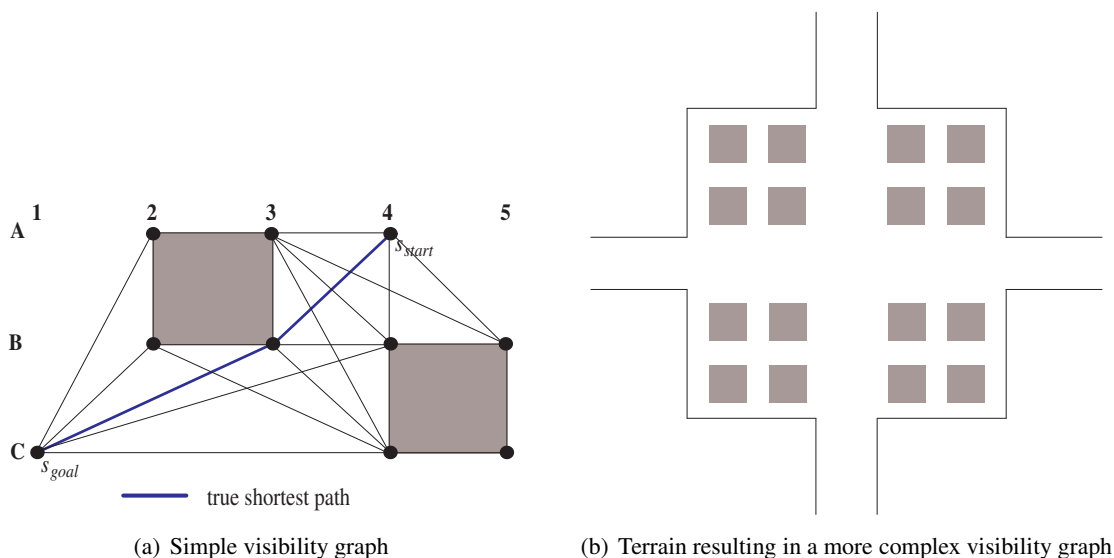 1 2 3 4 5
A
s_start
B
C
s_goal
true shortest path
(a) Simple visibility graph
(b) Terrain resulting in a more complex visibility graph